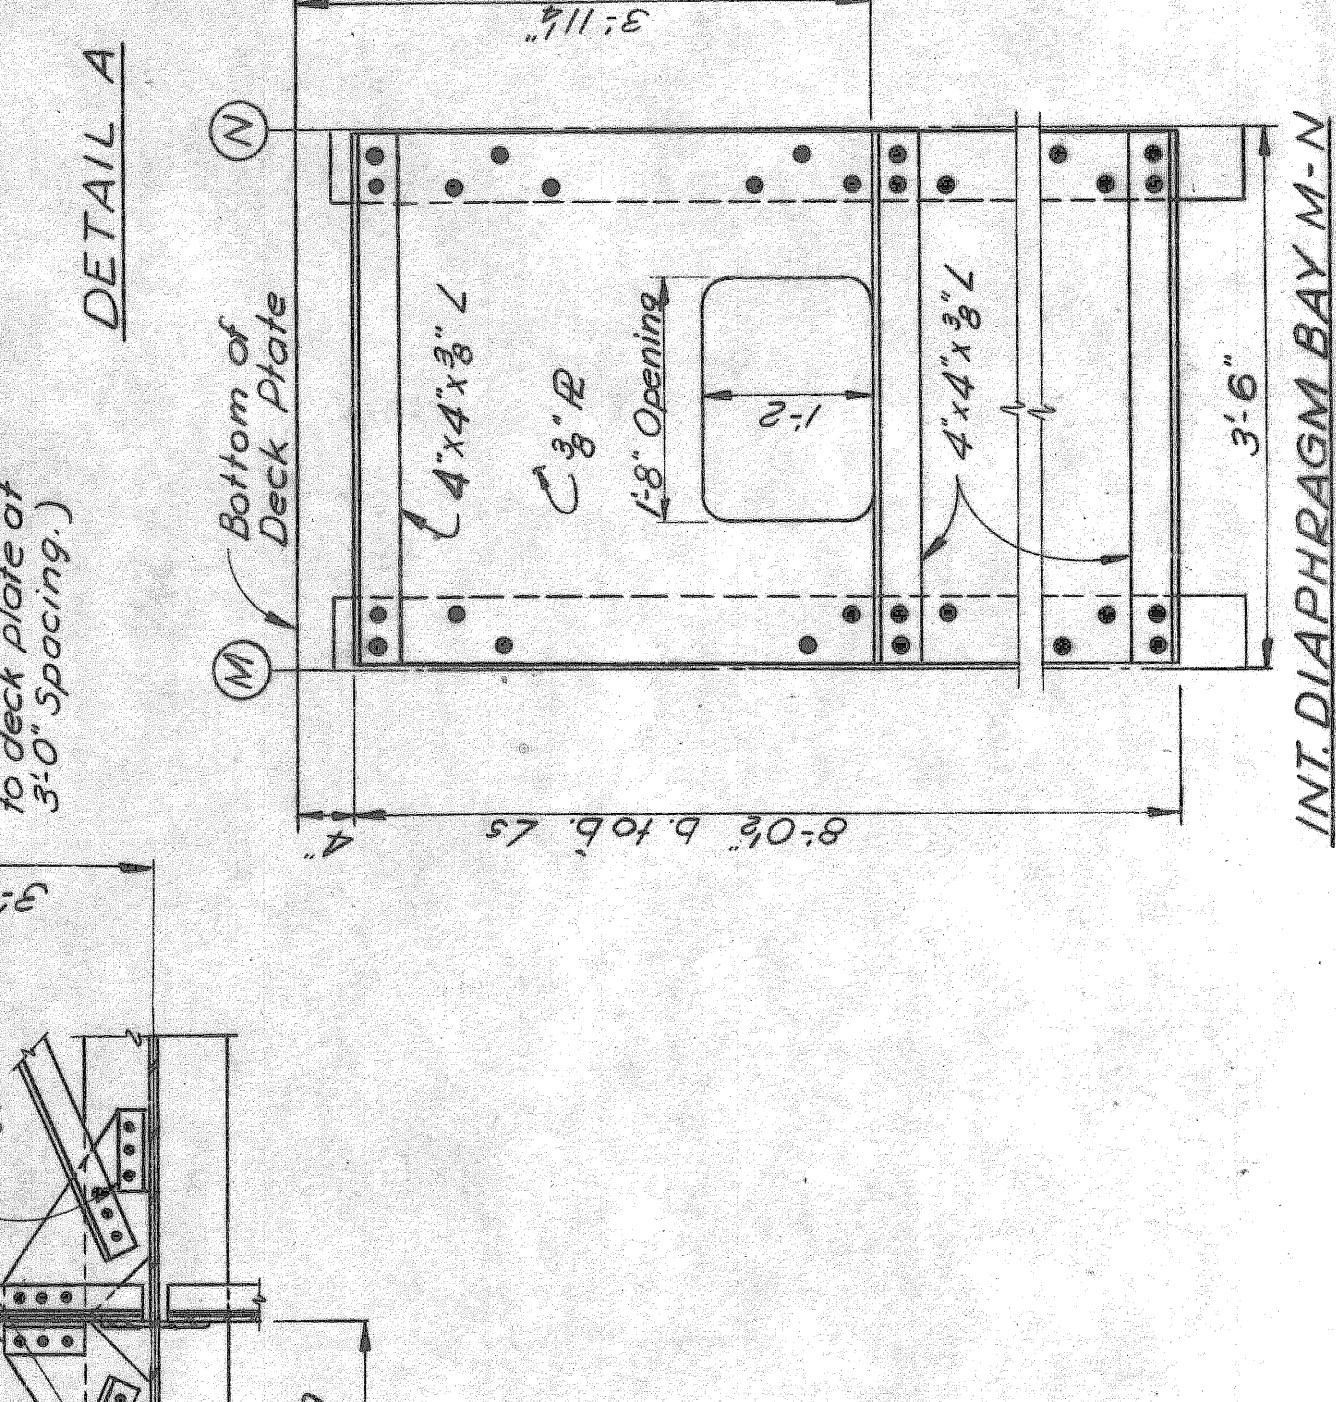 to deck plate at
3'-0" Spacing.)
DETAIL A
3'-11¼"
N
M
Bottom of
Deck Plate
4"x4"x⅜" L
⅜" PL
1'-8" Opening
1'-2
4"x4"x⅜" L
4"
8'-0½" b. to b. Ls
3'-6"
INT. DIAPHRAGM BAY M-N